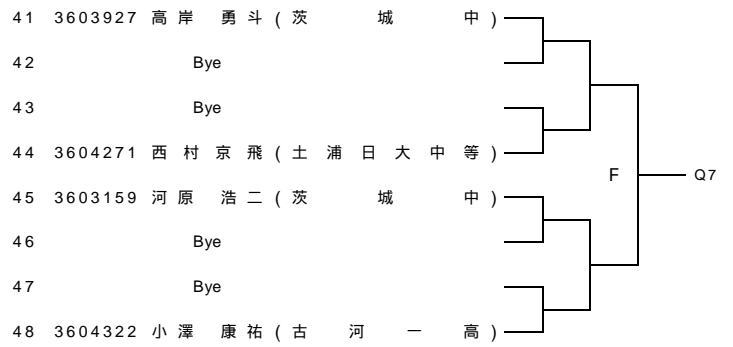 41 3603927 高岸 勇斗(茨城中)
42 Bye
43 Bye
44 3604271 西村京飛(土浦日大中等)
F Q7
45 3603159 河原 浩二(茨城中)
46 Bye
47 Bye
48 3604322 小澤 康祐(古河一高)